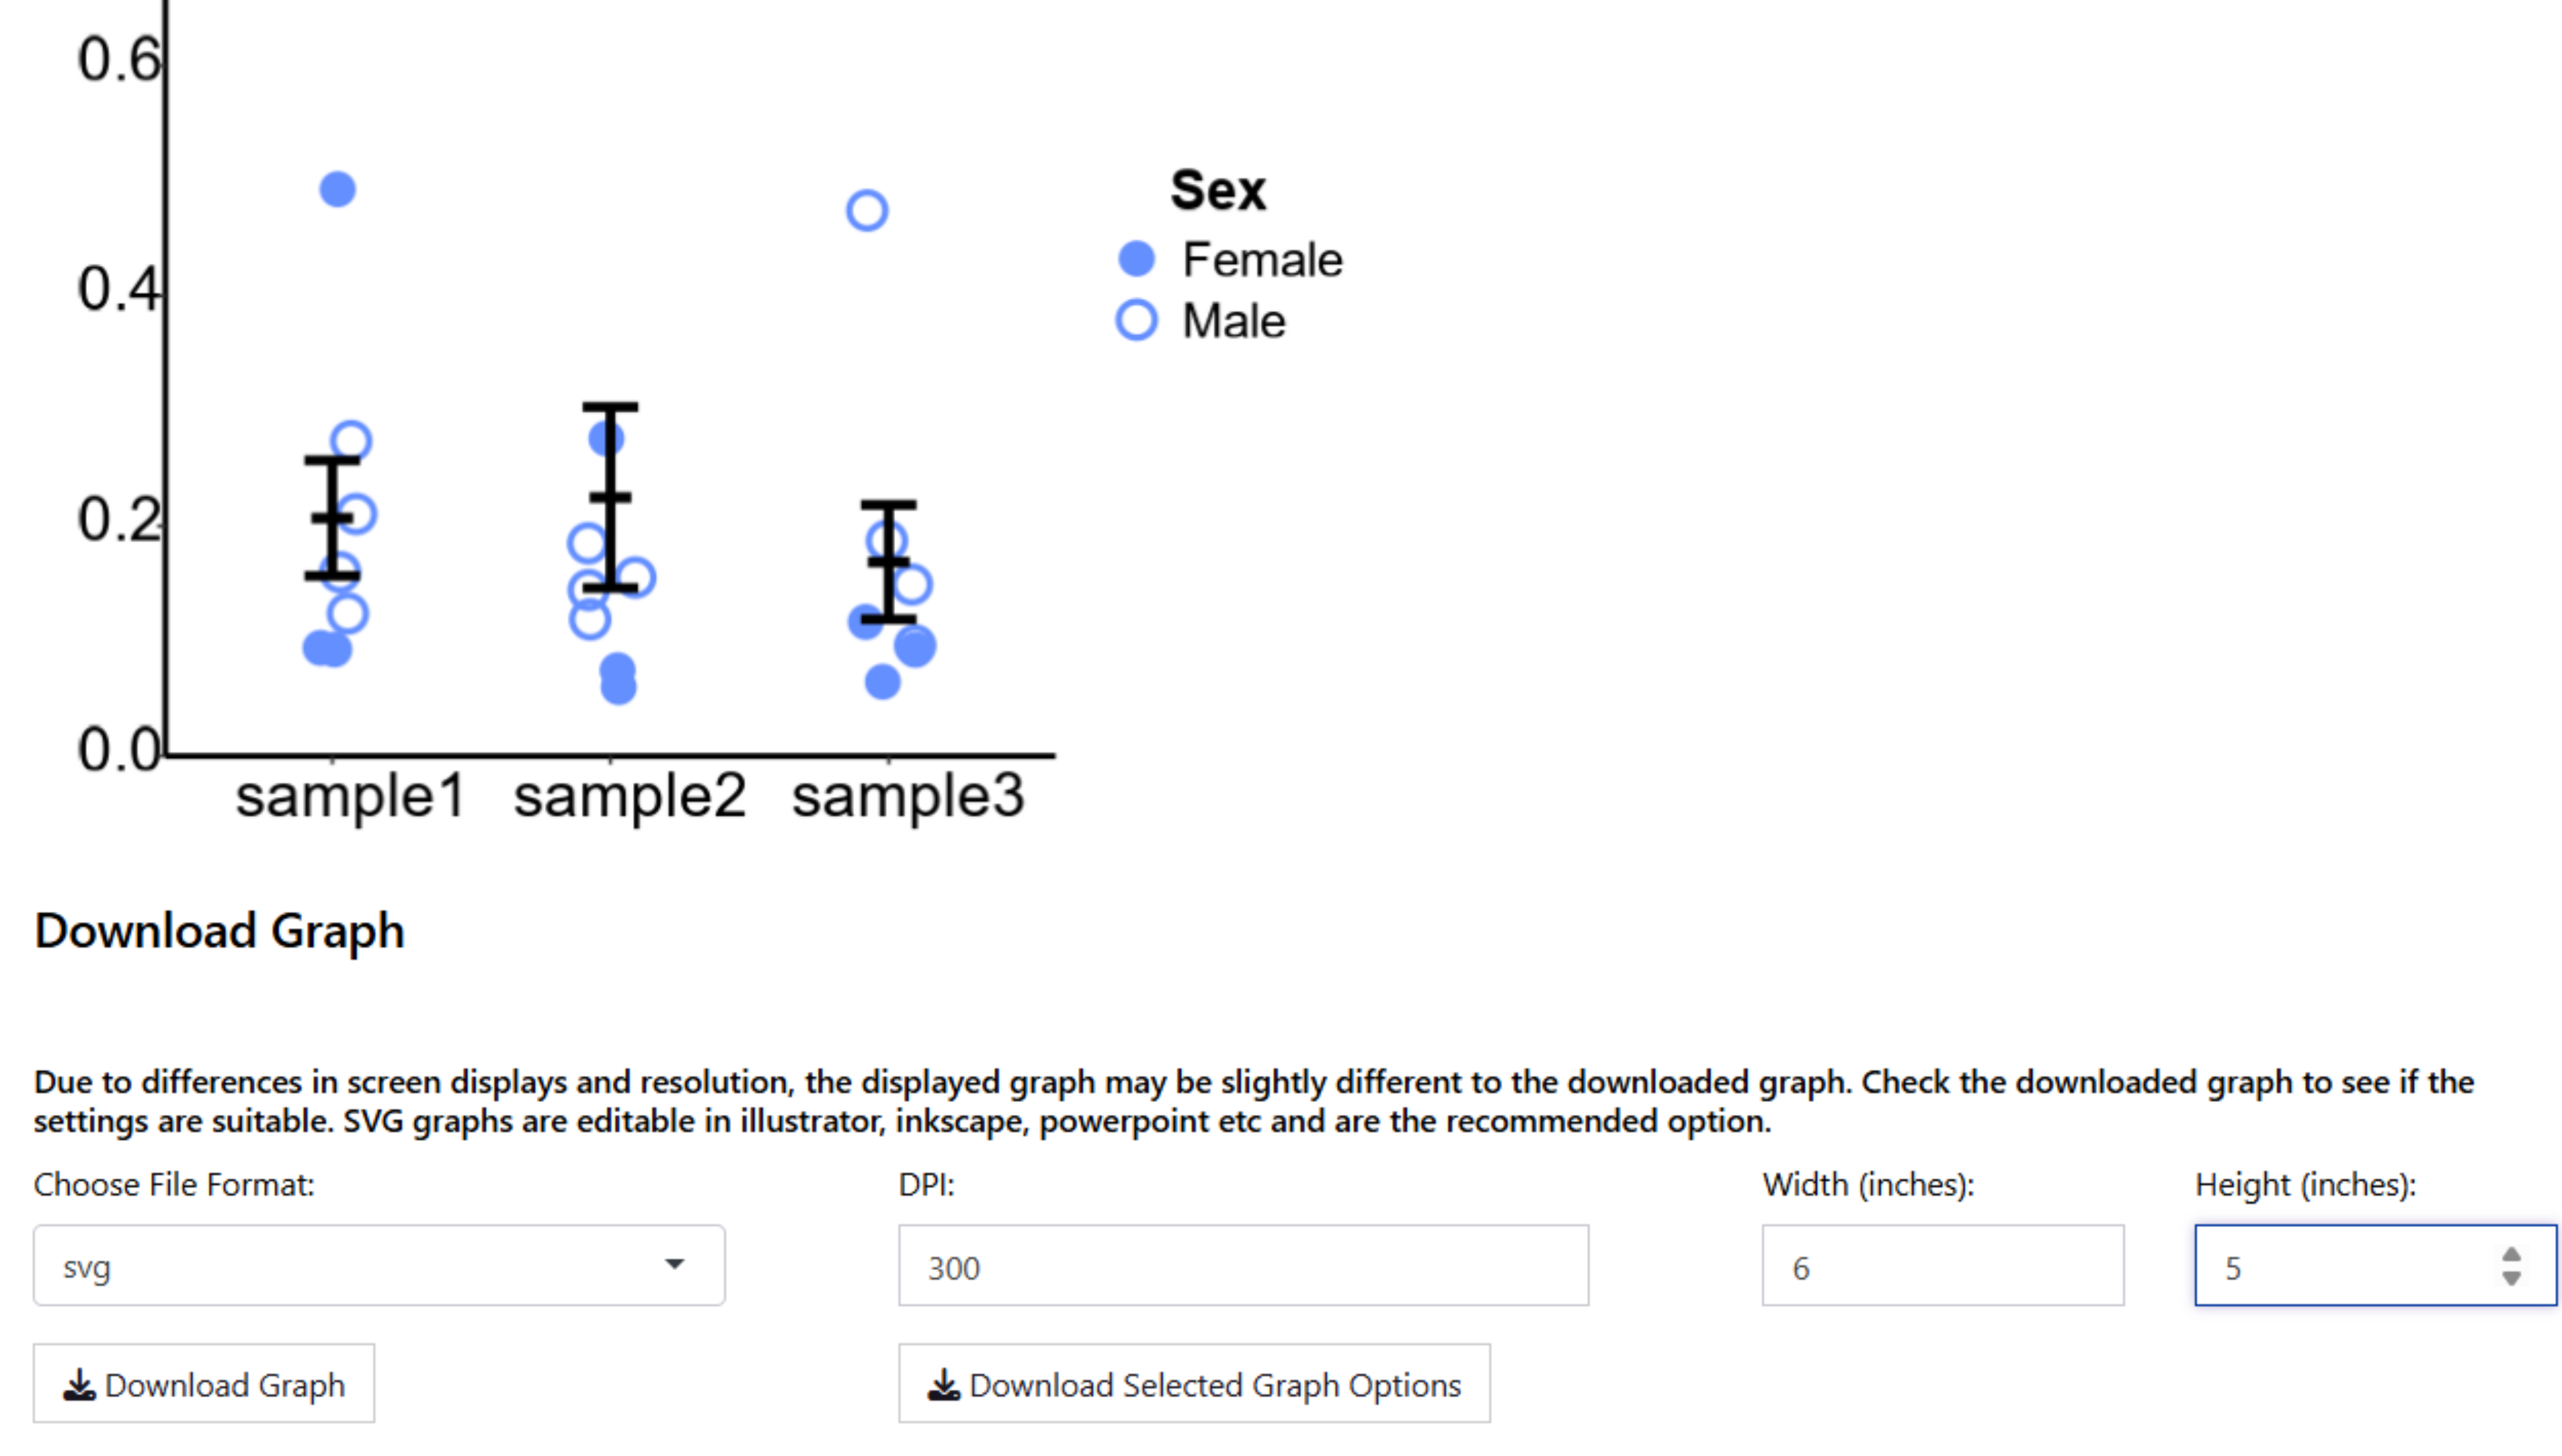 0.6
0.4
0.2
0.0
sample1 sample2 sample3
Sex
Female
Male
Download Graph
Due to differences in screen displays and resolution, the displayed graph may be slightly different to the downloaded graph. Check the downloaded graph to see if the
settings are suitable. SVG graphs are editable in illustrator, inkscape, powerpoint etc and are the recommended option.
Choose File Format: DPI: Width (inches): Height (inches):
svg 300 6 5
Download Graph Download Selected Graph Options